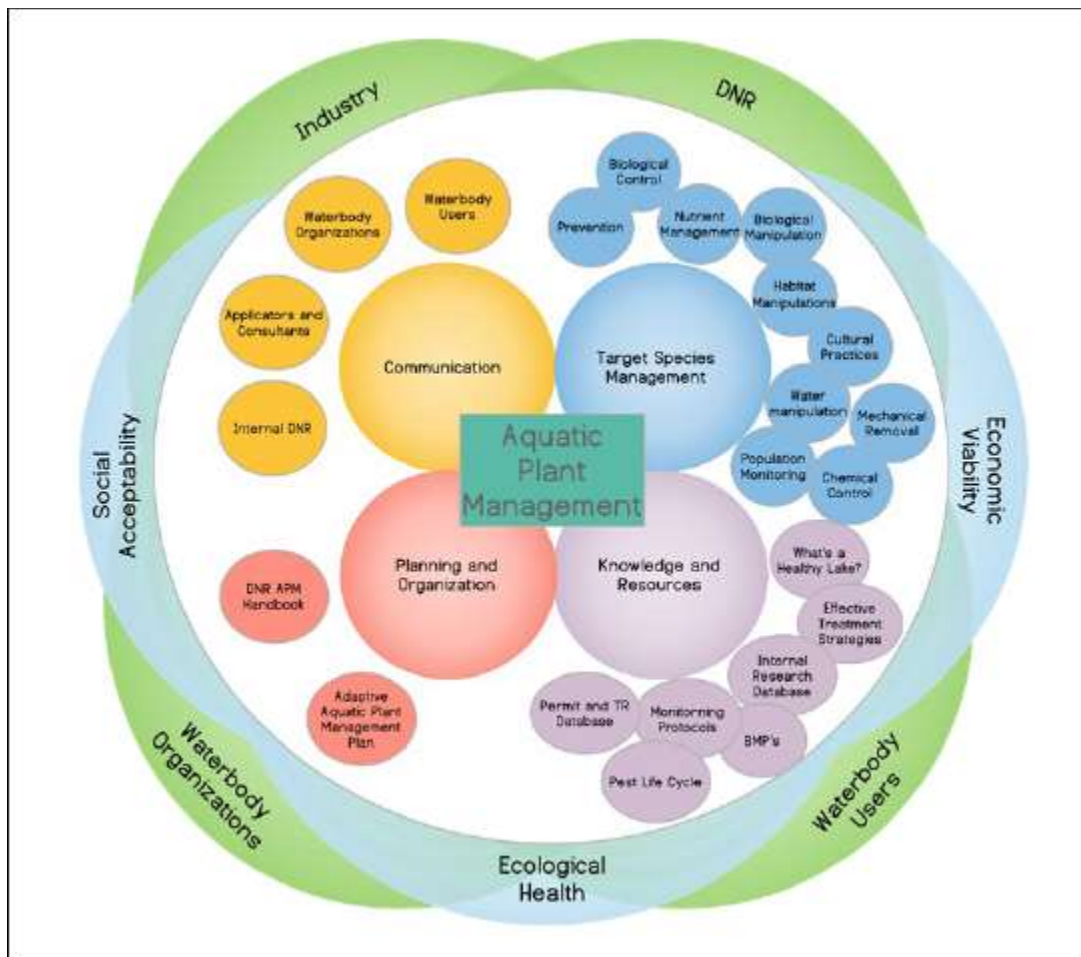 Industry
DNR
Biological
Control
Waterbody
Users
Waterbody
Organizations
Prevention
Nutrient
Management
Biological
Manipulation
Habitat
Manipulations
Applicators and
Consultants
Cultural
Practices
Communication
Target Species
Management
Water
manipulation
Mechanical
Removal
Internal DNR
Population
Monitoring
Chemical
Control
Aquatic
Plant
Management
Social
Acceptability
Economic
Viability
Planning and
Organization
Knowledge and
Resources
What's a
Healthy Lake?
DNR APM
Handbook
Effective
Treatment
Strategies
Internal
Research
Database
Adaptive
Aquatic Plant
Management
Plan
Permit and TR
Database
Monitorning
Protocols
BMP's
Pest Life Cycle
Waterbody
Organizations
Waterbody
Users
Ecological
Health